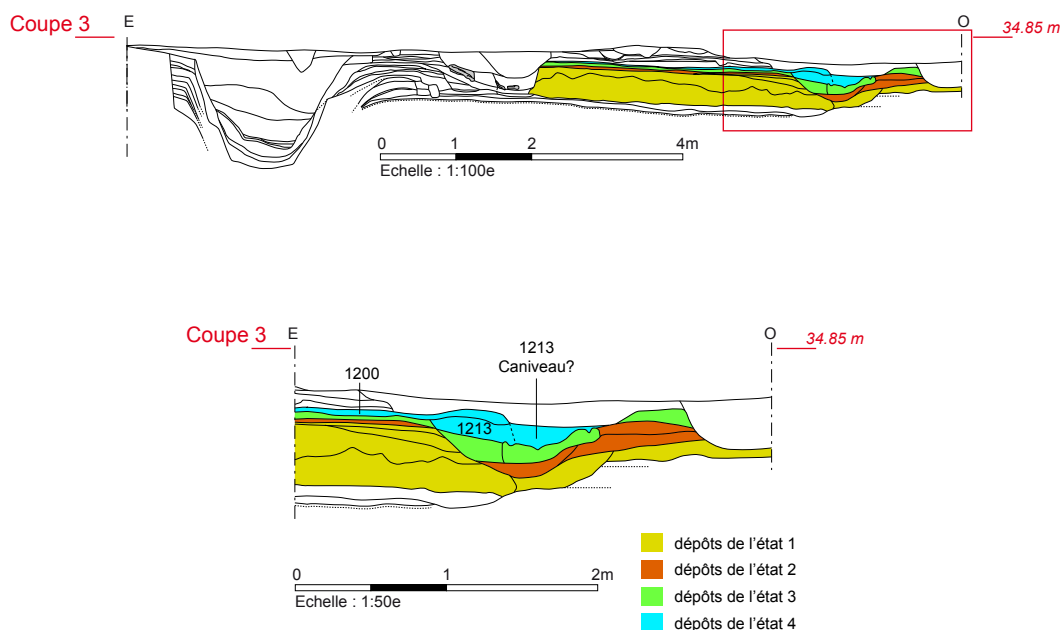 Coupe 3
E
O
34.85 m
0
1
2
4m
Echelle : 1:100e
Coupe 3
E
O
34.85 m
1213
Caniveau?
1200
1213
0
1
2m
Echelle : 1:50e
dépôts de l'état 1
dépôts de l'état 2
dépôts de l'état 3
dépôts de l'état 4